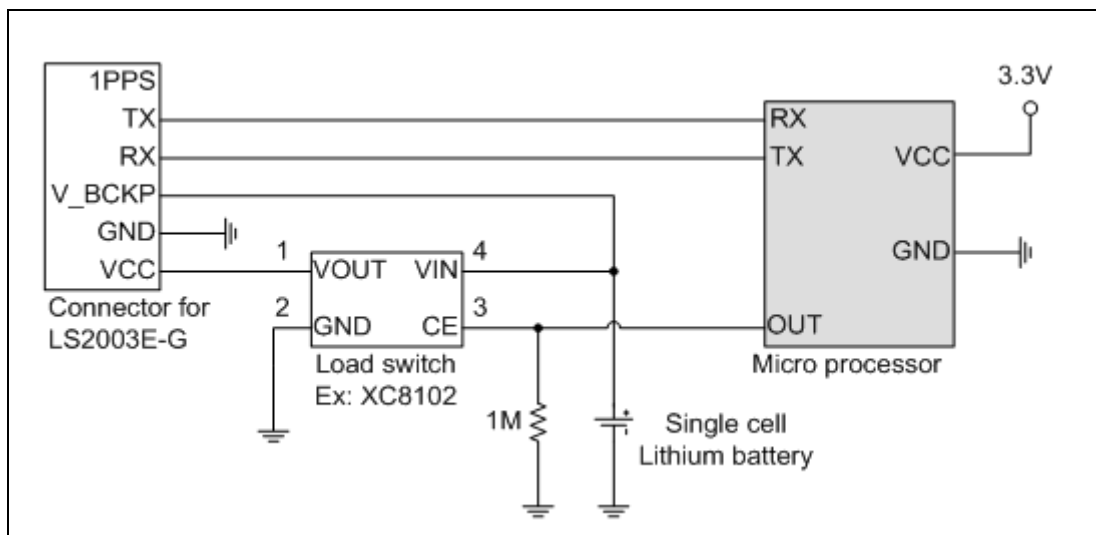 1PPS
TX
RX
V_BCKP
GND
VCC
Connector for
LS2003E-G
1
2
VOUT
GND
VIN
CE
4
3
Load switch
Ex: XC8102
1M
+
Single cell
Lithium battery
RX
TX
OUT
VCC
GND
Micro processor
3.3V